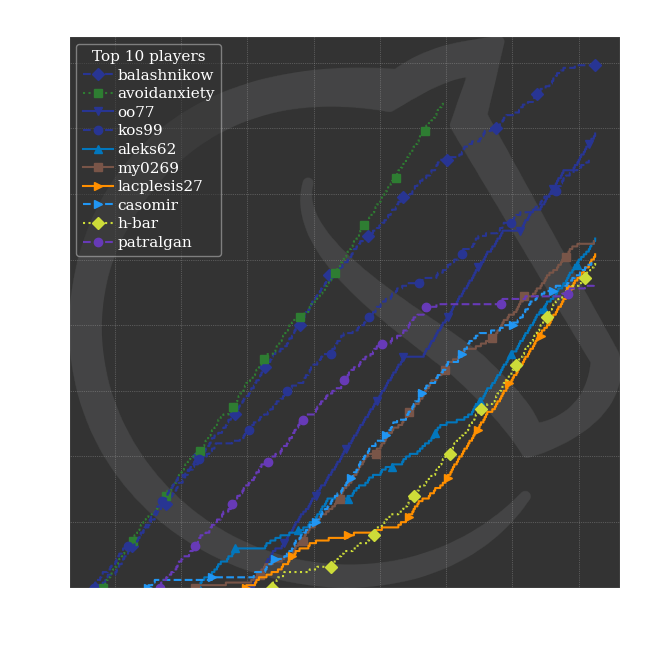 Top 10 players
balashnikow
avoidanxiety
oo77
kos99
aleks62
my0269
lacplesis27
casomir
h-bar
patralgan